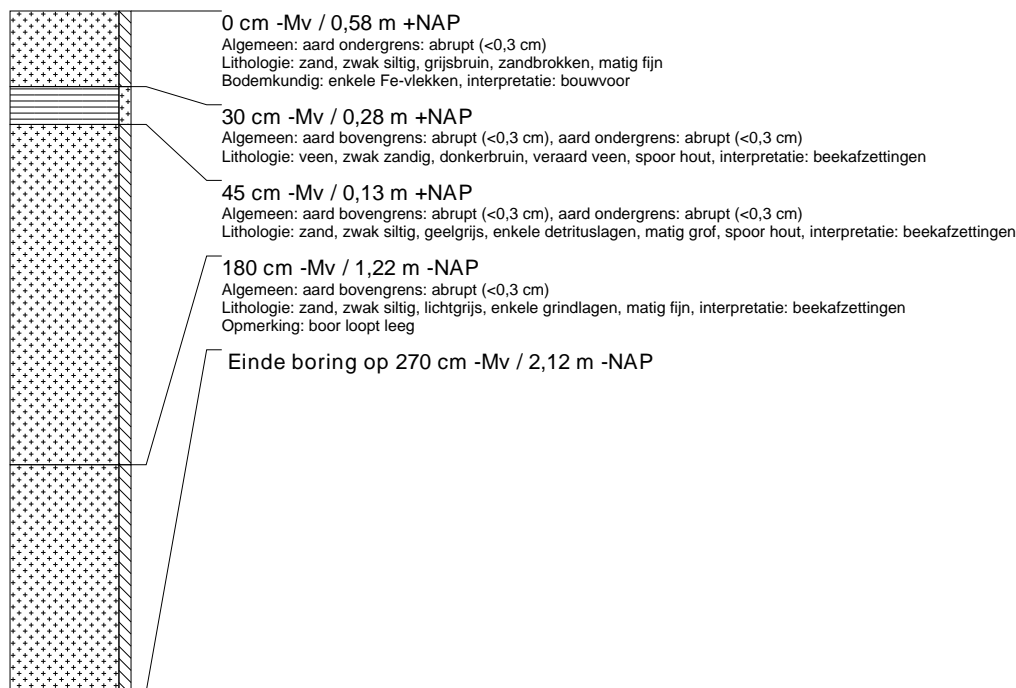 0 cm -Mv / 0,58 m +NAP
Algemeen: aard ondergrens: abrupt (<0,3 cm)
Lithologie: zand, zwak siltig, grijsbruin, zandbrokken, matig fijn
Bodemkundig: enkele Fe-vlekken, interpretatie: bouwvoor
30 cm -Mv / 0,28 m +NAP
Algemeen: aard bovengrens: abrupt (<0,3 cm), aard ondergrens: abrupt (<0,3 cm)
Lithologie: veen, zwak zandig, donkerbruin, veraard veen, spoor hout, interpretatie: beekafzettingen
45 cm -Mv / 0,13 m +NAP
Algemeen: aard bovengrens: abrupt (<0,3 cm), aard ondergrens: abrupt (<0,3 cm)
Lithologie: zand, zwak siltig, geelgrijs, enkele detrituslagen, matig grof, spoor hout, interpretatie: beekafzettingen
180 cm -Mv / 1,22 m -NAP
Algemeen: aard bovengrens: abrupt (<0,3 cm)
Lithologie: zand, zwak siltig, lichtgrijs, enkele grindlagen, matig fijn, interpretatie: beekafzettingen
Opmerking: boor loopt leeg
Einde boring op 270 cm -Mv / 2,12 m -NAP